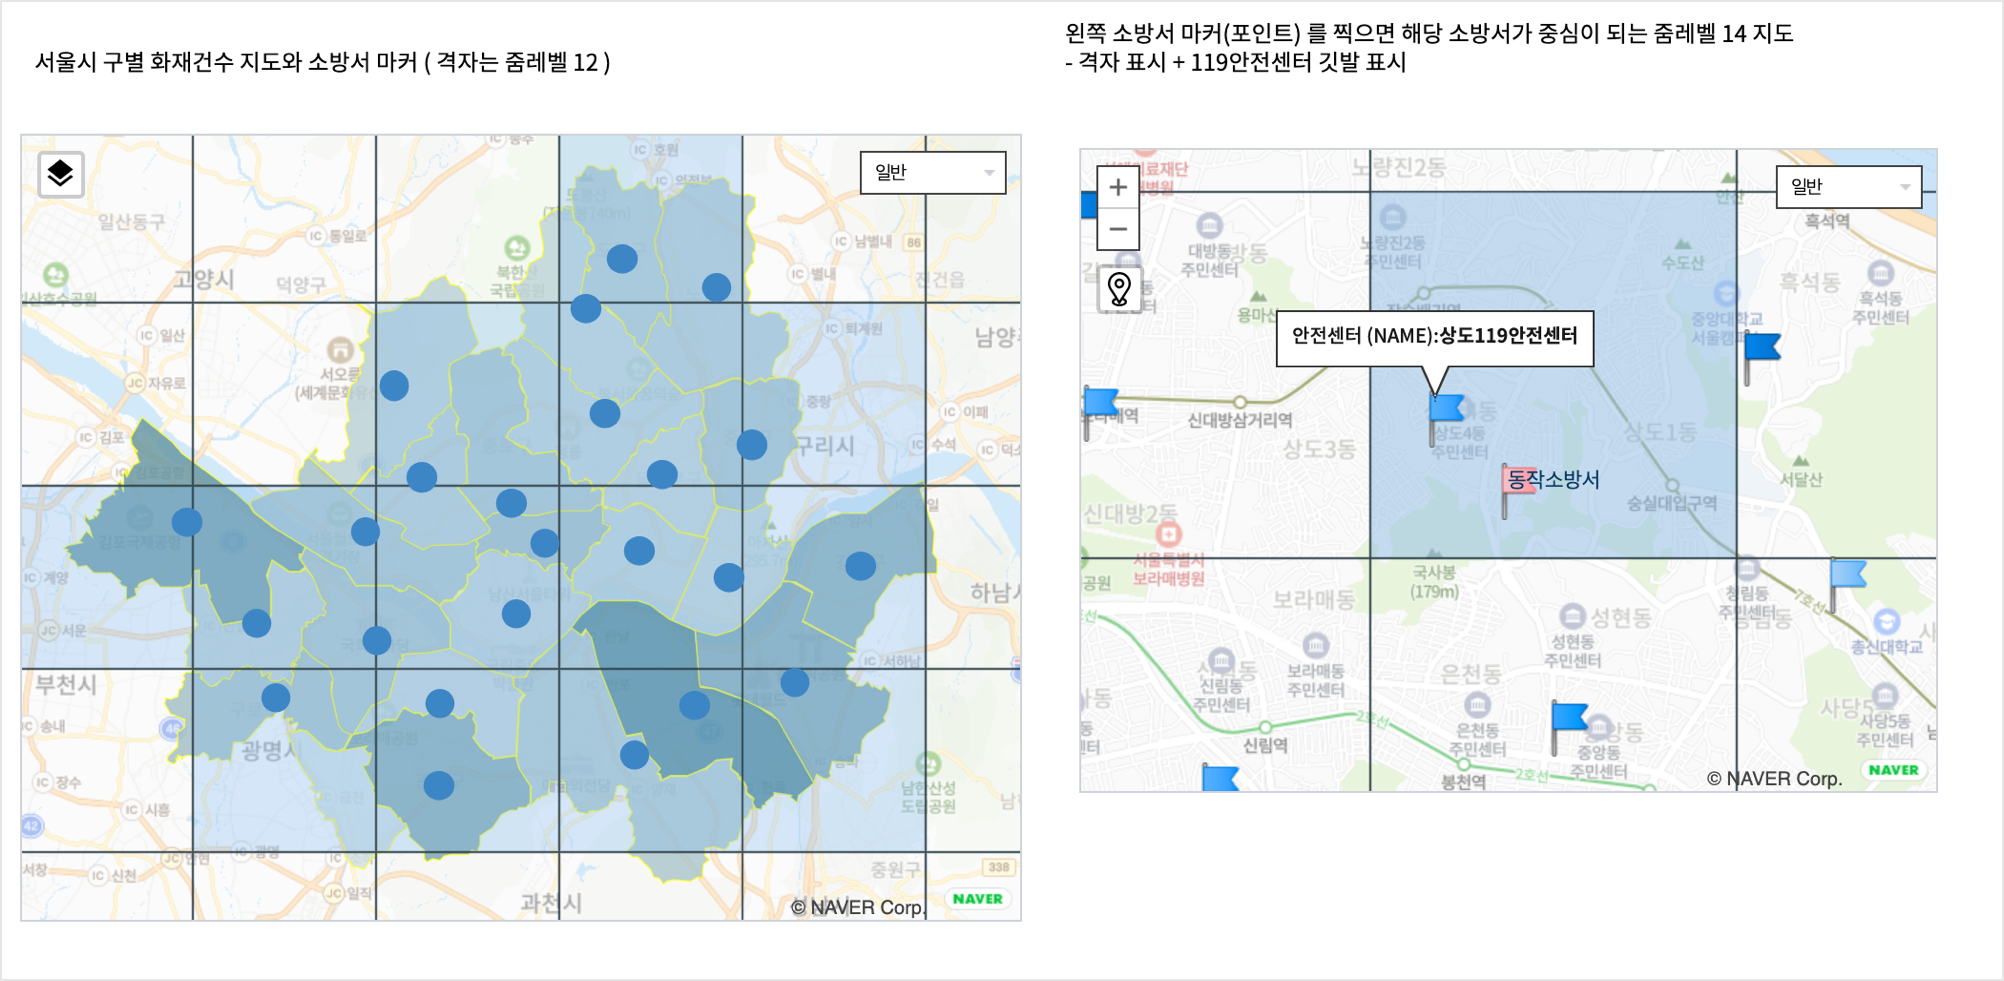 서울시 구별 화재건수 지도와 소방서 마커 ( 격자는 줌레벨 12 )
왼쪽 소방서 마커(포인트) 를 찍으면 해당 소방서가 중심이 되는 줌레벨 14 지도
- 격자 표시 + 119안전센터 깃발 표시
일반
IC 호원
일산동구
IC 통일로
고양시
덕양구
북한산
국립공원
IC 남별내
86
IC 별내
진건읍
IC 일산
서오릉
IC 퇴계원
JC 자유로
IC 중랑
IC 이패
IC 김포
구리시
IC 수석
IC 계양
하남시
JC 서운
부천시
IC 서하남
IC 송내
광명시
IC 장수
IC 시흥
42
남한산성
도립공원
서창
IC 신천
JC 안현
IC 광명
JC 일직
과천시
중원구
338
© NAVER Corp.
NAVER
일반
+
−
노량진2동
대방동
주민센터
노량진2동
주민센터
수도산
흑석역
흑석동
흑석동
주민센터
용마산
중앙대학교
서울캠퍼스
안전센터 (NAME):상도119안전센터
신대방삼거리역
상도3동
상도4동
주민센터
상도1동
동작소방서
숭실대입구역
서달산
신대방2동
서울특별시
보라매병원
국사봉
(179m)
보라매동
청림동
주민센터
7호선
성현동
성현동
주민센터
총신대학교
신림동
주민센터
보라매동
주민센터
은천동
은천동
주민센터
중앙동
주민센터
사당5동
주민센터
2호선
신림역
봉천역
2호선
© NAVER Corp.
NAVER